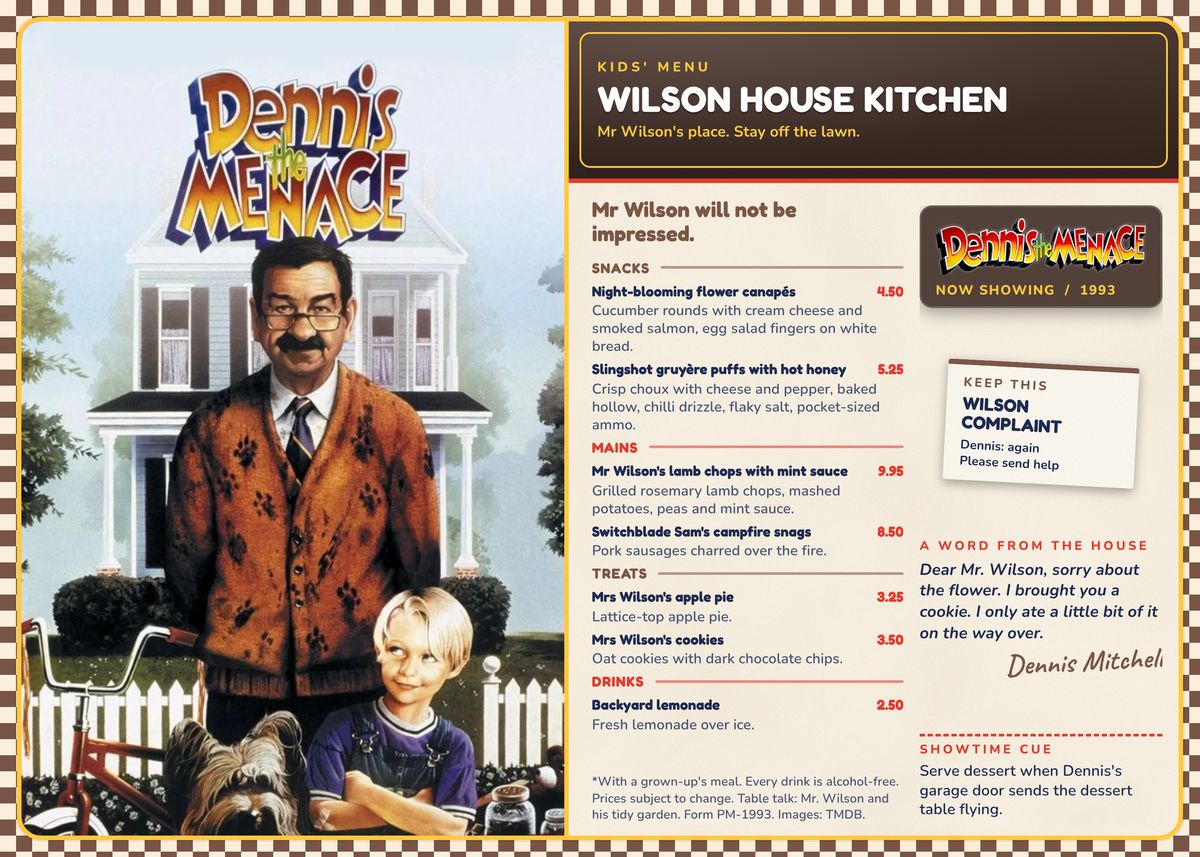 Dennis
the
MENACE
KIDS' MENU
WILSON HOUSE KITCHEN
Mr Wilson's place. Stay off the lawn.
Mr Wilson will not be
impressed.
SNACKS
Night-blooming flower canapés 4.50
Cucumber rounds with cream cheese and
smoked salmon, egg salad fingers on white
bread.
Slingshot gruyère puffs with hot honey 5.25
Crisp choux with cheese and pepper, baked
hollow, chilli drizzle, flaky salt, pocket-sized
ammo.
MAINS
Mr Wilson's lamb chops with mint sauce 9.95
Grilled rosemary lamb chops, mashed
potatoes, peas and mint sauce.
Switchblade Sam's campfire snags 8.50
Pork sausages charred over the fire.
TREATS
Mrs Wilson's apple pie 3.25
Lattice-top apple pie.
Mrs Wilson's cookies 3.50
Oat cookies with dark chocolate chips.
DRINKS
Backyard lemonade 2.50
Fresh lemonade over ice.
*With a grown-up's meal. Every drink is alcohol-free.
Prices subject to change. Table talk: Mr. Wilson and
his tidy garden. Form PM-1993. Images: TMDB.
Dennis the MENACE
NOW SHOWING / 1993
KEEP THIS
WILSON
COMPLAINT
Dennis: again
Please send help
A WORD FROM THE HOUSE
Dear Mr. Wilson, sorry about
the flower. I brought you a
cookie. I only ate a little bit of it
on the way over.
Dennis Mitchell
SHOWTIME CUE
Serve dessert when Dennis's
garage door sends the dessert
table flying.